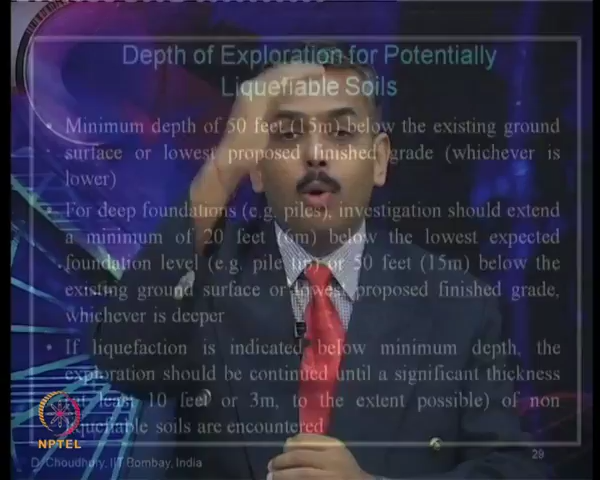 Depth of Exploration for Potentially
Liquefiable Soils
• Minimum depth of 50 feet (15m) below the existing ground
surface or lowest proposed finished grade (whichever is
lower)
• For deep foundations (e.g. piles), investigation should extend
a minimum of 20 feet (6m) below the lowest expected
foundation level (e.g. pile tip) or 50 feet (15m) below the
existing ground surface or lowest proposed finished grade,
whichever is deeper
• If liquefaction is indicated below minimum depth, the
exploration should be continued until a significant thickness
least 10 feet or 3m, to the extent possible) of non
liquefiable soils are encountered
NPTEL
D. Choudhury, IIT Bombay, India
29